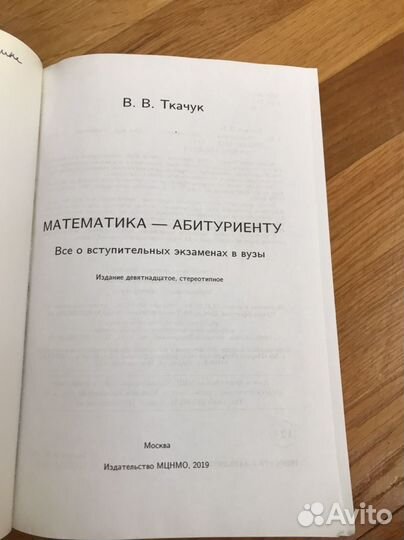 В. В. Ткачук
МАТЕМАТИКА — АБИТУРИЕНТУ
Все о вступительных экзаменах в вузы
Издание девятнадцатое, стереотипное
Москва
Издательство МЦНМО, 2019
Avito